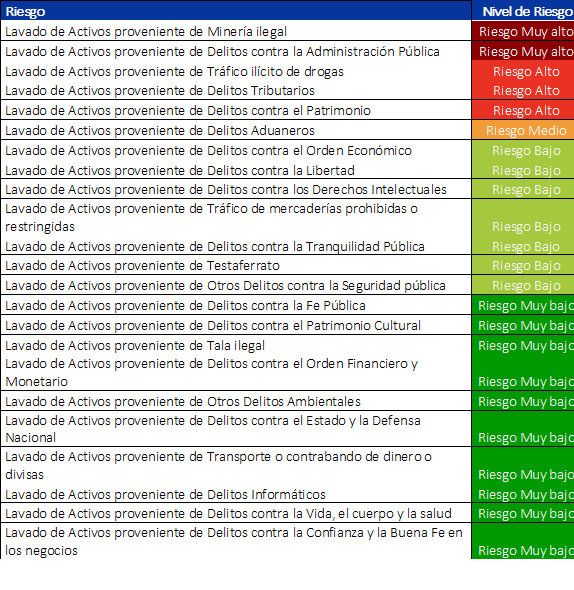 Riesgo Nivel de Riesgo
Lavado de Activos proveniente de Minería ilegal Riesgo Muy alto
Lavado de Activos proveniente de Delitos contra la Administración Pública Riesgo Muy alto
Lavado de Activos proveniente de Tráfico ilícito de drogas Riesgo Alto
Lavado de Activos proveniente de Delitos Tributarios Riesgo Alto
Lavado de Activos proveniente de Delitos contra el Patrimonio Riesgo Alto
Lavado de Activos proveniente de Delitos Aduaneros Riesgo Medio
Lavado de Activos proveniente de Delitos contra el Orden Económico Riesgo Bajo
Lavado de Activos proveniente de Delitos contra la Libertad Riesgo Bajo
Lavado de Activos proveniente de Delitos contra los Derechos Intelectuales Riesgo Bajo
Lavado de Activos proveniente de Tráfico de mercaderías prohibidas o
restringidas Riesgo Bajo
Lavado de Activos proveniente de Delitos contra la Tranquilidad Pública Riesgo Bajo
Lavado de Activos proveniente de Testaferrato Riesgo Bajo
Lavado de Activos proveniente de Otros Delitos contra la Seguridad pública Riesgo Bajo
Lavado de Activos proveniente de Delitos contra la Fe Pública Riesgo Muy bajo
Lavado de Activos proveniente de Delitos contra el Patrimonio Cultural Riesgo Muy bajo
Lavado de Activos proveniente de Tala ilegal Riesgo Muy bajo
Lavado de Activos proveniente de Delitos contra el Orden Financiero y
Monetario Riesgo Muy bajo
Lavado de Activos proveniente de Otros Delitos Ambientales Riesgo Muy bajo
Lavado de Activos proveniente de Delitos contra el Estado y la Defensa
Nacional Riesgo Muy bajo
Lavado de Activos proveniente de Transporte o contrabando de dinero o
divisas Riesgo Muy bajo
Lavado de Activos proveniente de Delitos Informáticos Riesgo Muy bajo
Lavado de Activos proveniente de Delitos contra la Vida, el cuerpo y la salud Riesgo Muy bajo
Lavado de Activos proveniente de Delitos contra la Confianza y la Buena Fe en
los negocios Riesgo Muy bajo